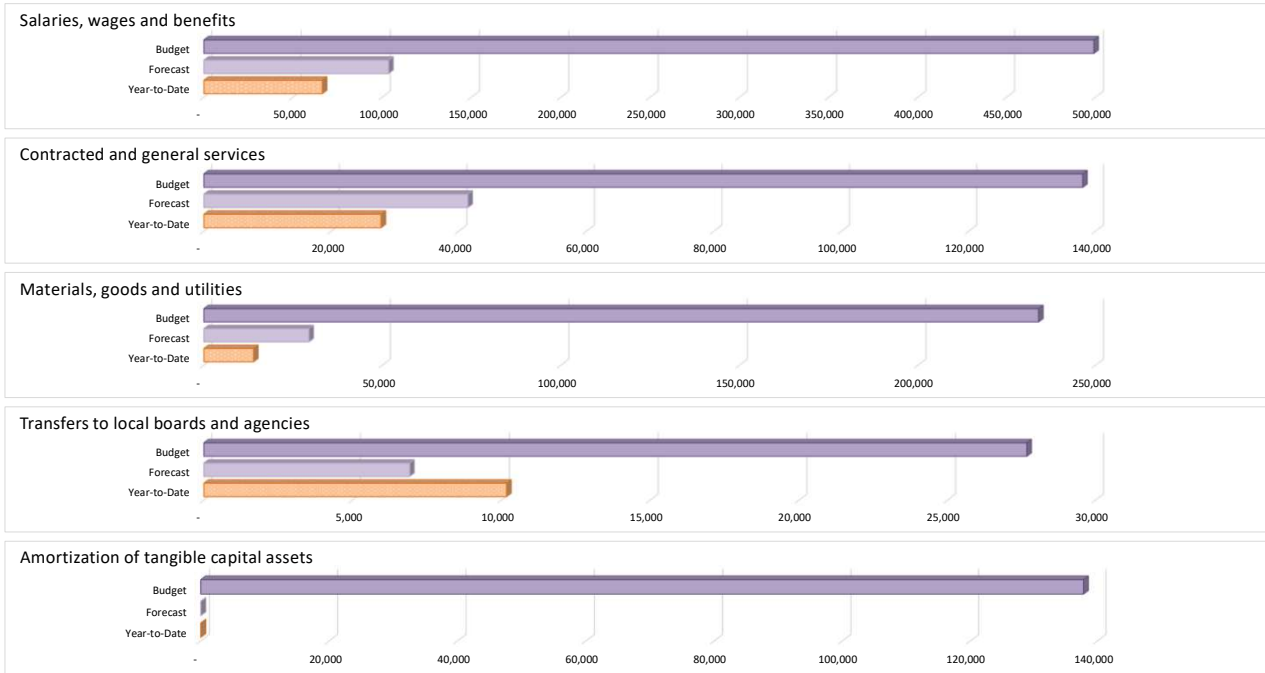 Salaries, wages and benefits
Budget
Forecast
Year-to-Date
- 50,000 100,000 150,000 200,000 250,000 300,000 350,000 400,000 450,000 500,000
Contracted and general services
Budget
Forecast
Year-to-Date
- 20,000 40,000 60,000 80,000 100,000 120,000 140,000
Materials, goods and utilities
Budget
Forecast
Year-to-Date
- 50,000 100,000 150,000 200,000 250,000
Transfers to local boards and agencies
Budget
Forecast
Year-to-Date
- 5,000 10,000 15,000 20,000 25,000 30,000
Amortization of tangible capital assets
Budget
Forecast
Year-to-Date
- 20,000 40,000 60,000 80,000 100,000 120,000 140,000